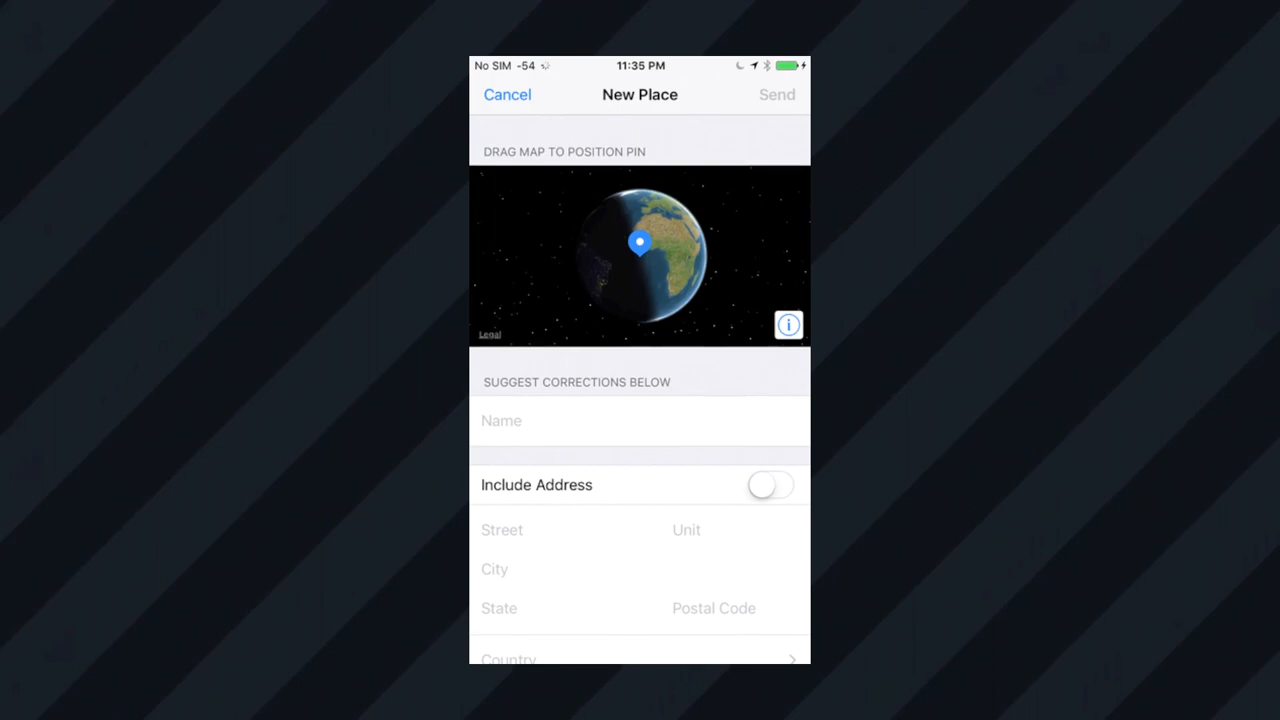 No SIM -54 11:35 PM
Cancel New Place Send
DRAG MAP TO POSITION PIN
Legal
SUGGEST CORRECTIONS BELOW
Name
Include Address
Street Unit
City
State Postal Code
Country